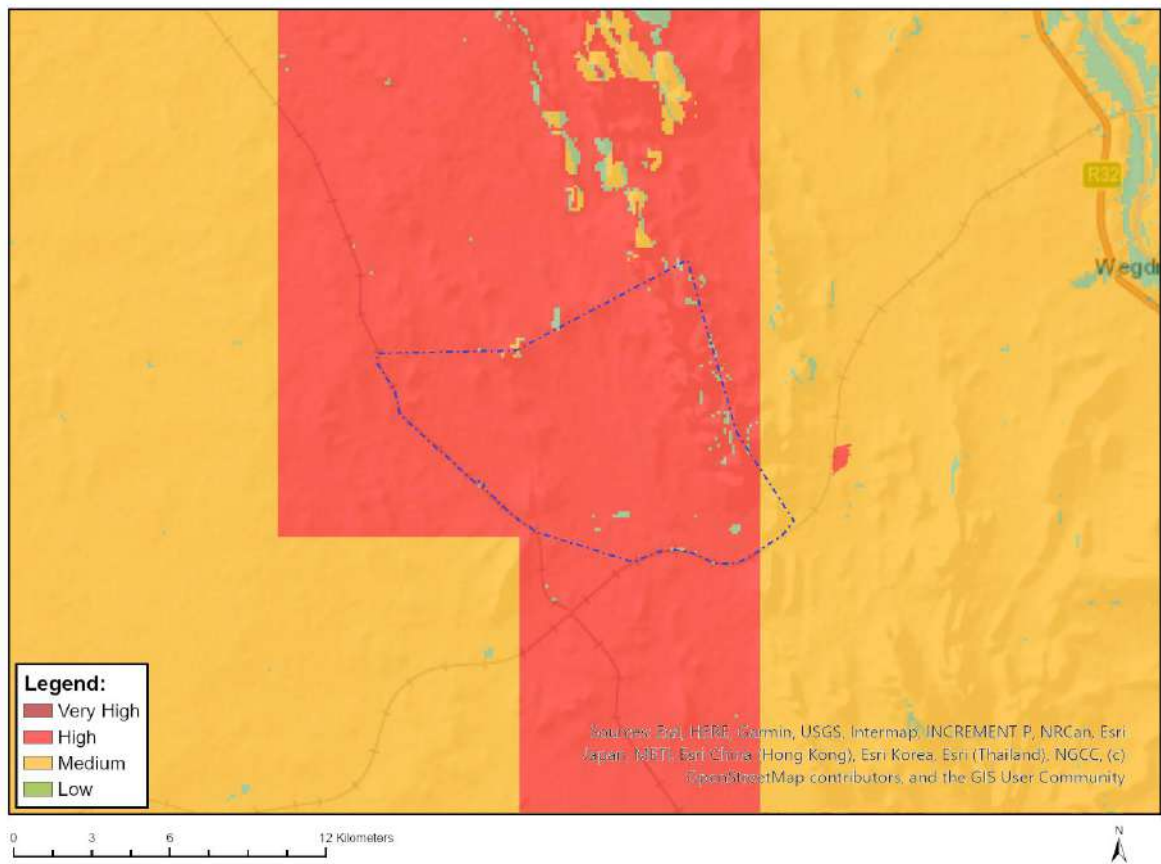 R32
Wegdr
Legend:
Very High
High
Medium
Low
Sources: Esri, HERE, Garmin, USGS, Intermap, INCREMENT P, NRCan, Esri
Japan, METI, Esri China (Hong Kong), Esri Korea, Esri (Thailand), NGCC, (c)
OpenStreetMap contributors, and the GIS User Community
0 3 6 12 Kilometers
N